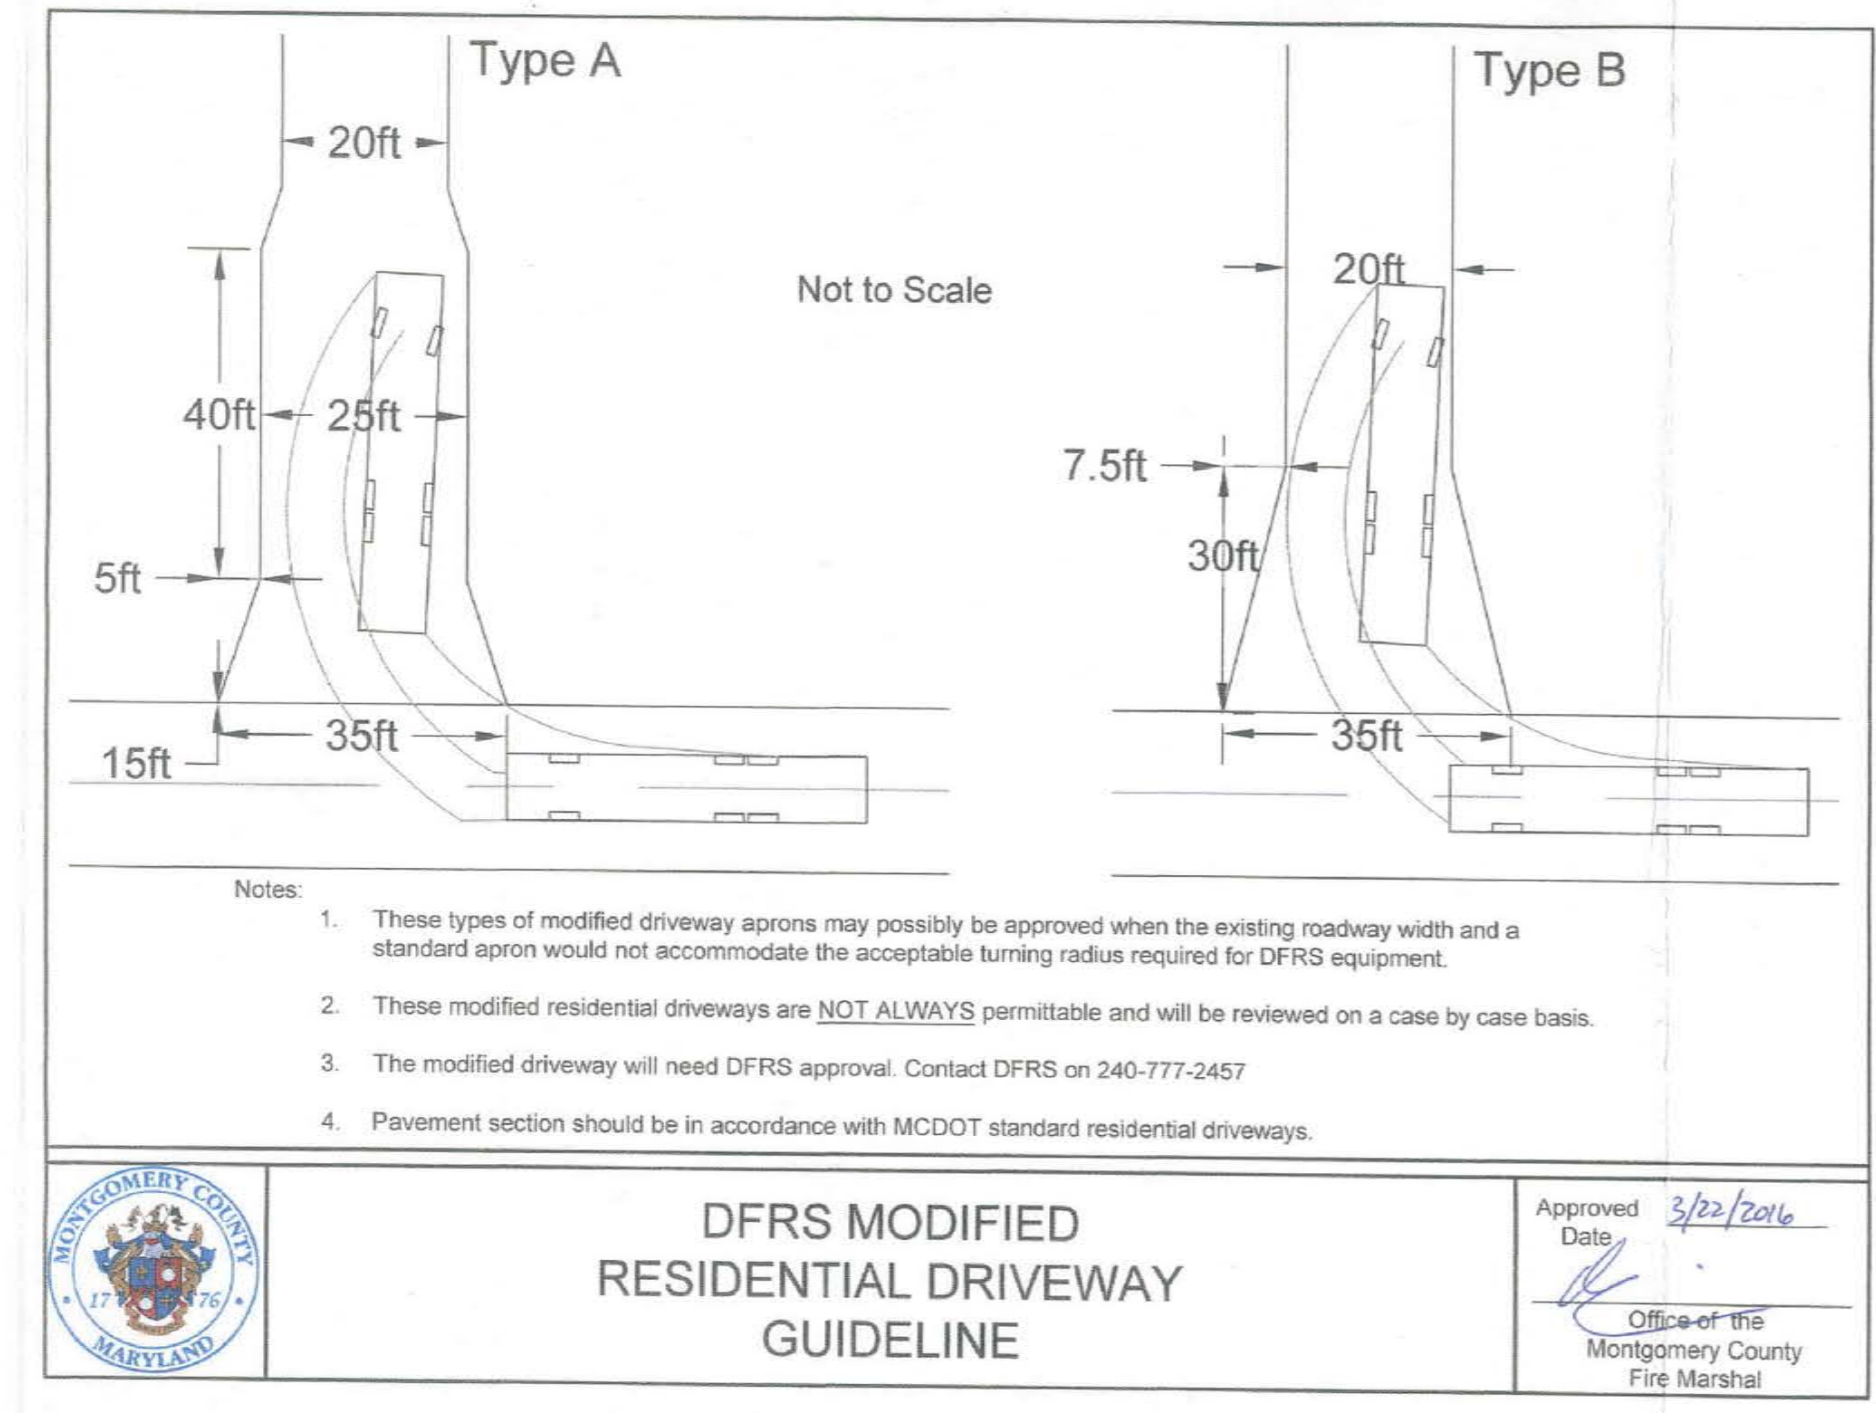 Type A
20ft
40ft
25ft
5ft
35ft
15ft
Not to Scale
Type B
20ft
7.5ft
30ft
35ft
Notes:
1. These types of modified driveway aprons may possibly be approved when the existing roadway width and a
standard apron would not accommodate the acceptable turning radius required for DFRS equipment.
2. These modified residential driveways are NOT ALWAYS permittable and will be reviewed on a case by case basis.
3. The modified driveway will need DFRS approval. Contact DFRS on 240-777-2457
4. Pavement section should be in accordance with MCDOT standard residential driveways.
MONTGOMERY COUNTY
17 76
MARYLAND
DFRS MODIFIED
RESIDENTIAL DRIVEWAY
GUIDELINE
Approved 3/22/2016
Date
Office of the
Montgomery County
Fire Marshal